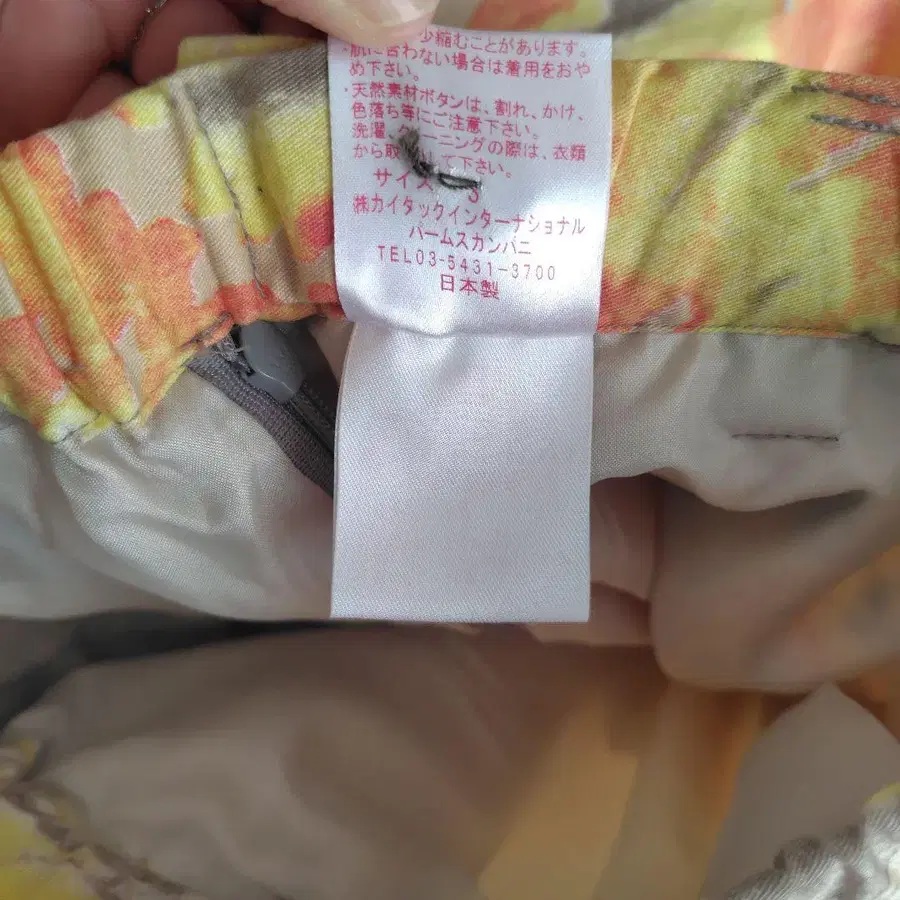 少縮むことがあります。
・肌に合わない場合は着用をおや
め下さい。
・天然素材ボタンは、割れ、かけ、
色落ち等にご注意下さい。
洗濯、クリーニングの際は、衣類
から取 して下さい。
サイズ
㈱カイタックインターナショナル
パームスカンパニ
TEL03-5431-3700
日本製